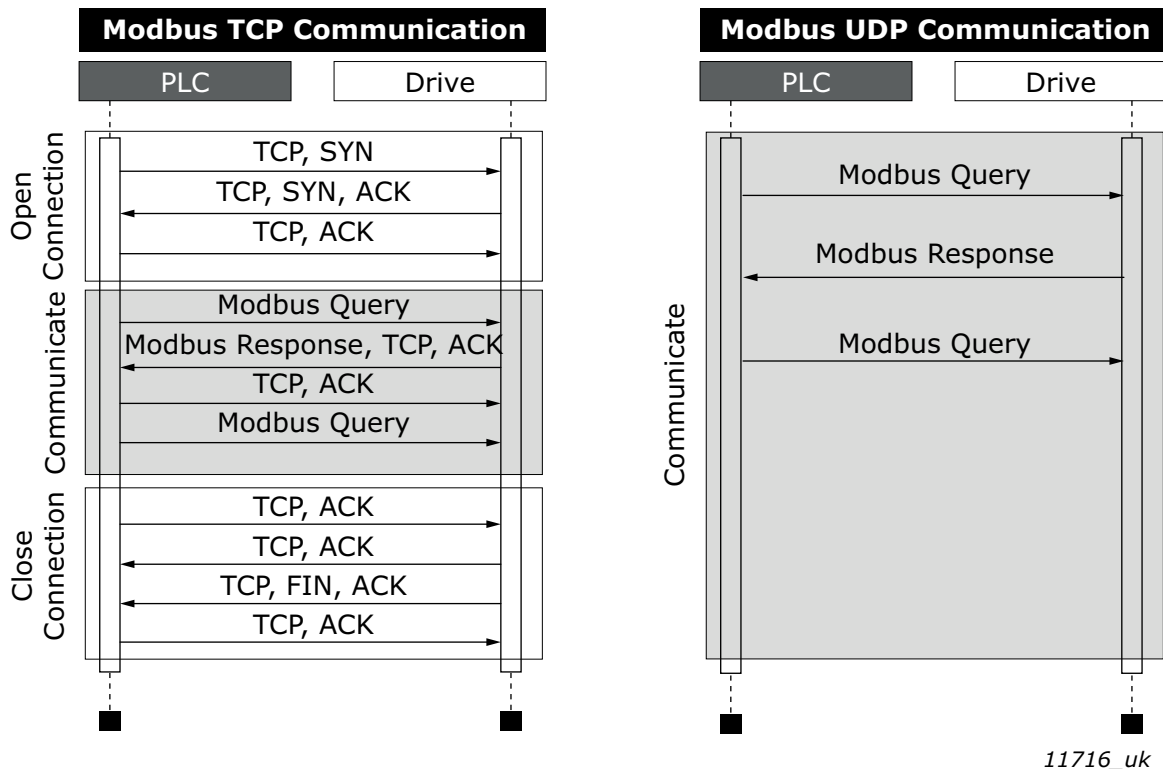 Modbus TCP Communication
PLC
Drive
Open
Connection
TCP, SYN
TCP, SYN, ACK
TCP, ACK
Communicate
Modbus Query
Modbus Response, TCP, ACK
TCP, ACK
Modbus Query
Close
Connection
TCP, ACK
TCP, ACK
TCP, FIN, ACK
TCP, ACK
Modbus UDP Communication
PLC
Drive
Communicate
Modbus Query
Modbus Response
Modbus Query
11716_uk